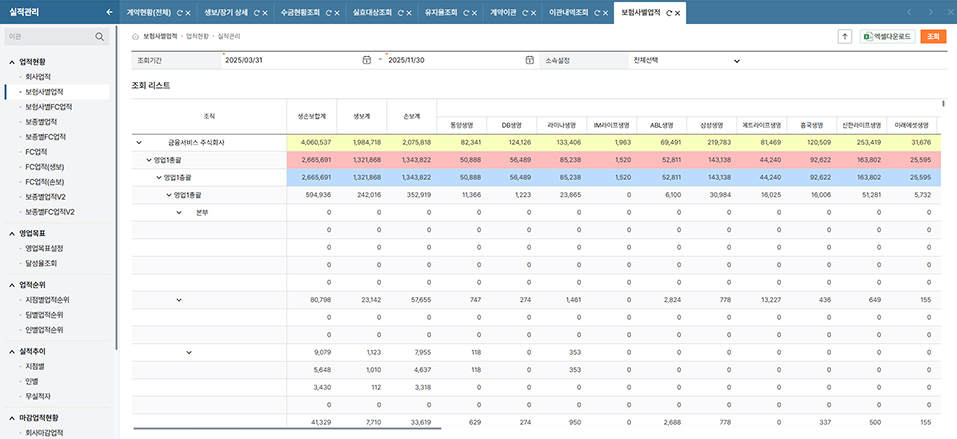 실적관리
계약현황(전체) 생보/장기 상세 수금현황조회 실효대상조회 유지율조회 계약이관 이관내역조회 보험사별업적
이관
보험사별업적 · 업적현황 · 실적관리
엑셀다운로드 조회
조회기간 2025/03/31 ~ 2025/11/30 소속설정 전체선택
업적현황
회사업적
보험사별업적
보험사별FC업적
보종별업적
보종별FC업적
FC업적
FC업적(생보)
FC업적(손보)
보종별업적V2
보종별FC업적V2
영업목표
영업목표설정
달성율조회
업적순위
지점별업적순위
팀별업적순위
인별업적순위
실적추이
지점별
인별
무실적자
마감업적현황
회사마감업적
조회 리스트
조직 생손보합계 생보계 손보계
동양생명 DB생명 라이나생명 IM라이프생명 ABL생명 삼성생명 메트라이프생명 흥국생명 신한라이프생명 미래에셋생명
금융서비스 주식회사 4,060,537 1,984,718 2,075,818 82,341 124,126 133,406 1,963 69,491 219,783 81,469 120,509 253,419 31,676
영업1총괄 2,665,691 1,321,868 1,343,822 50,888 56,489 85,238 1,520 52,811 143,138 44,240 92,622 163,802 25,595
영업1총괄 2,665,691 1,321,868 1,343,822 50,888 56,489 85,238 1,520 52,811 143,138 44,240 92,622 163,802 25,595
영업1총괄 594,936 242,016 352,919 11,366 1,223 23,865 0 6,100 30,984 16,025 16,006 51,281 5,732
본부 0 0 0 0 0 0 0 0 0 0 0 0 0
0 0 0 0 0 0 0 0 0 0 0 0 0
0 0 0 0 0 0 0 0 0 0 0 0 0
0 0 0 0 0 0 0 0 0 0 0 0 0
0 0 0 0 0 0 0 0 0 0 0 0 0
80,798 23,142 57,655 747 274 1,461 0 2,824 778 13,227 436 649 155
0 0 0 0 0 0 0 0 0 0 0 0 0
0 0 0 0 0 0 0 0 0 0 0 0 0
9,079 1,123 7,955 118 0 353 0 0 0 0 0 0 0
5,648 1,010 4,637 118 0 353 0 0 0 0 0 0 0
3,430 112 3,318 0 0 0 0 0 0 0 0 0 0
0 0 0 0 0 0 0 0 0 0 0 0 0
41,329 7,710 33,619 629 274 950 0 2,688 778 0 337 500 155